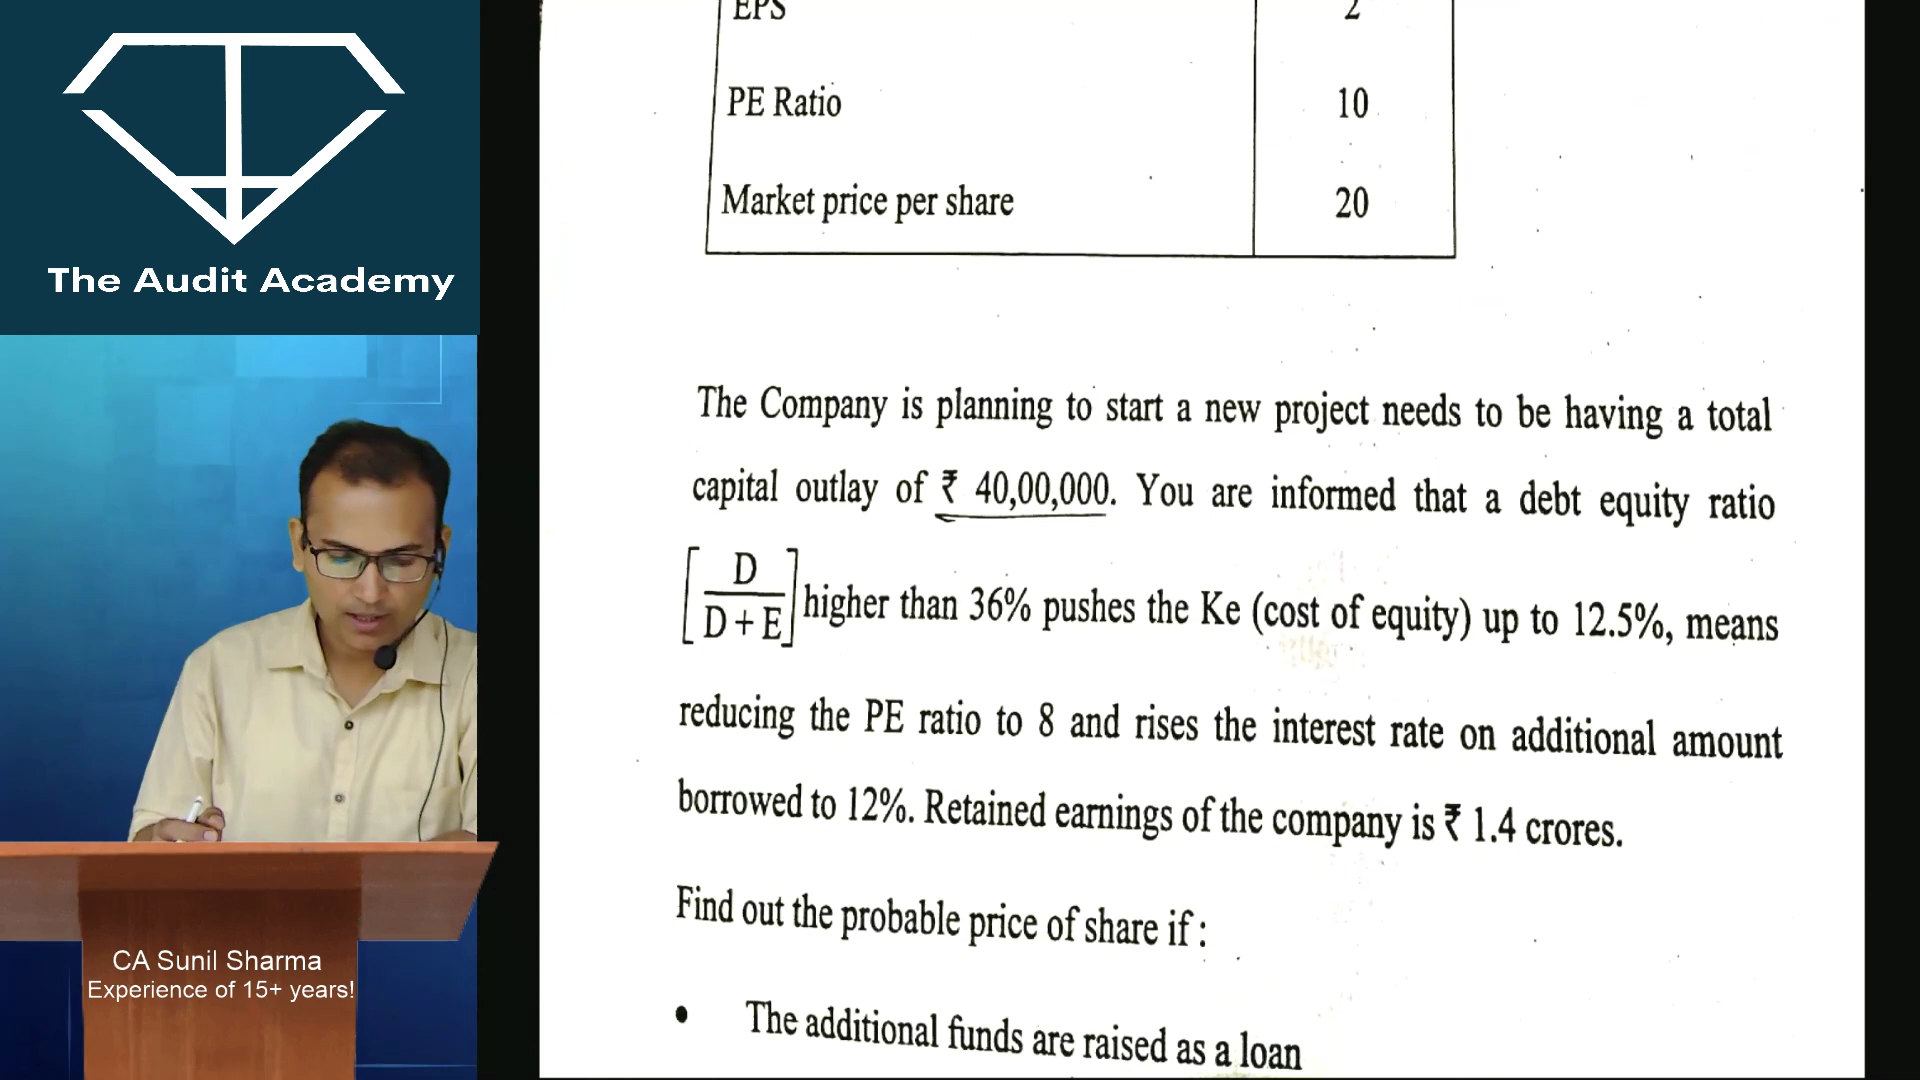 The Audit Academy
CA Sunil Sharma
Experience of 15+ years!
EPS 2
PE Ratio 10
Market price per share 20
The Company is planning to start a new project needs to be having a total
capital outlay of ₹ 40,00,000. You are informed that a debt equity ratio
[D / D + E] higher than 36% pushes the Ke (cost of equity) up to 12.5%, means
reducing the PE ratio to 8 and rises the interest rate on additional amount
borrowed to 12%. Retained earnings of the company is ₹ 1.4 crores.
Find out the probable price of share if :
• The additional funds are raised as a loan